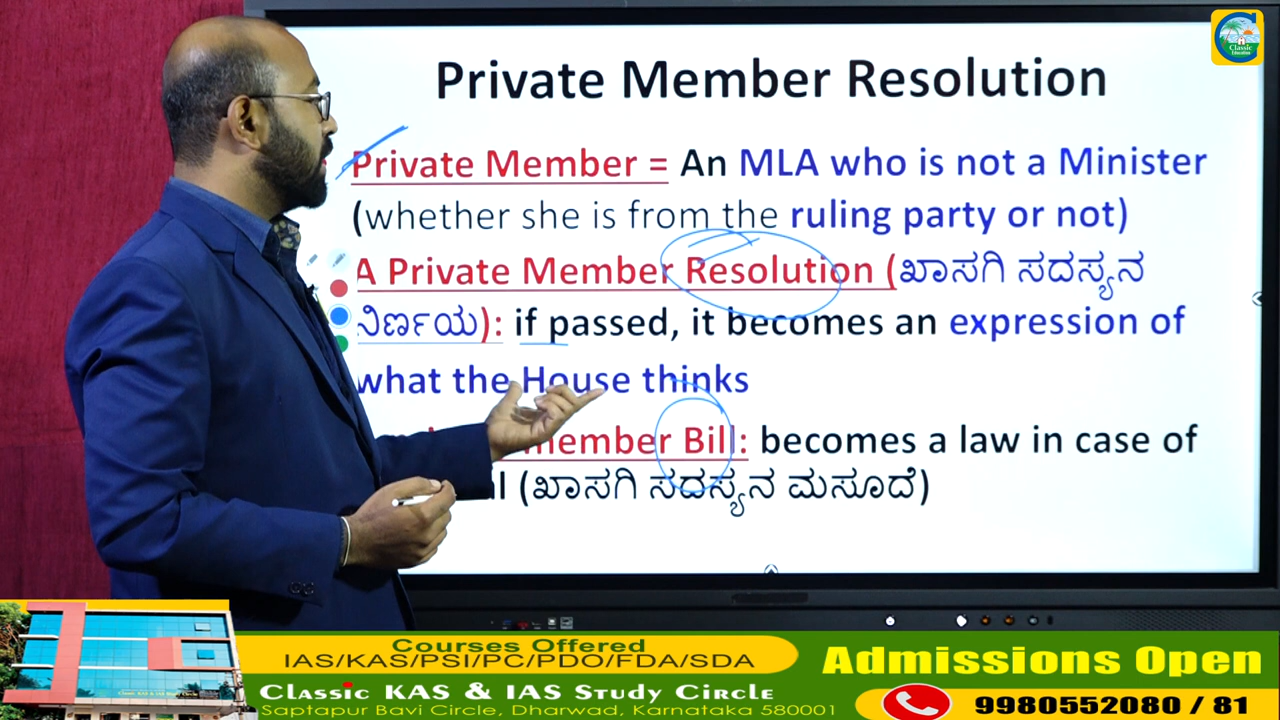 Classic
Education
Private Member Resolution
Private Member = An MLA who is not a Minister
(whether she is from the ruling party or not)
A Private Member Resolution (ಖಾಸಗಿ ಸದಸ್ಯನ
ನಿರ್ಣಯ): if passed, it becomes an expression of
what the House thinks
member Bill: becomes a law in case of
(ಖಾಸಗಿ ಸದಸ್ಯನ ಮಸೂದೆ)
Courses Offered
IAS/KAS/PSI/PC/PDO/FDA/SDA
Classic KAS & IAS Study Circle
Saptapur Bavi Circle, Dharwad, Karnataka 580001
Admissions Open
9980552080 / 81